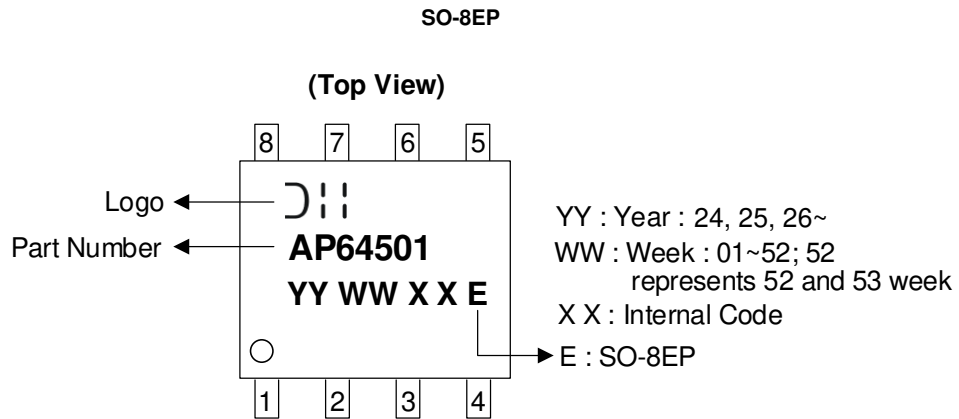 SO-8EP
(Top View)
8 7 6 5
Logo
Part Number
AP64501
YY WW X X E
YY : Year : 24, 25, 26~
WW : Week : 01~52; 52
represents 52 and 53 week
X X : Internal Code
E : SO-8EP
1 2 3 4